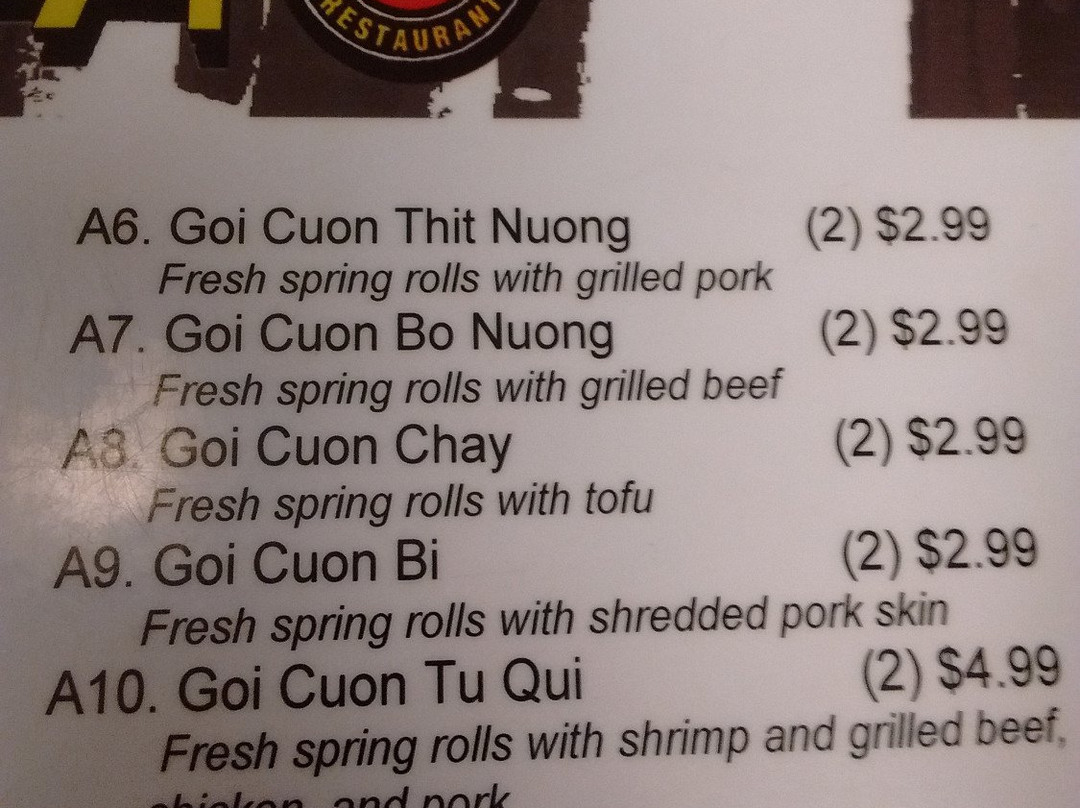 RESTAURANT
A6. Goi Cuon Thit Nuong (2) $2.99
Fresh spring rolls with grilled pork
A7. Goi Cuon Bo Nuong (2) $2.99
Fresh spring rolls with grilled beef
A8. Goi Cuon Chay (2) $2.99
Fresh spring rolls with tofu
A9. Goi Cuon Bi (2) $2.99
Fresh spring rolls with shredded pork skin
A10. Goi Cuon Tu Qui (2) $4.99
Fresh spring rolls with shrimp and grilled beef,
chicken, and pork